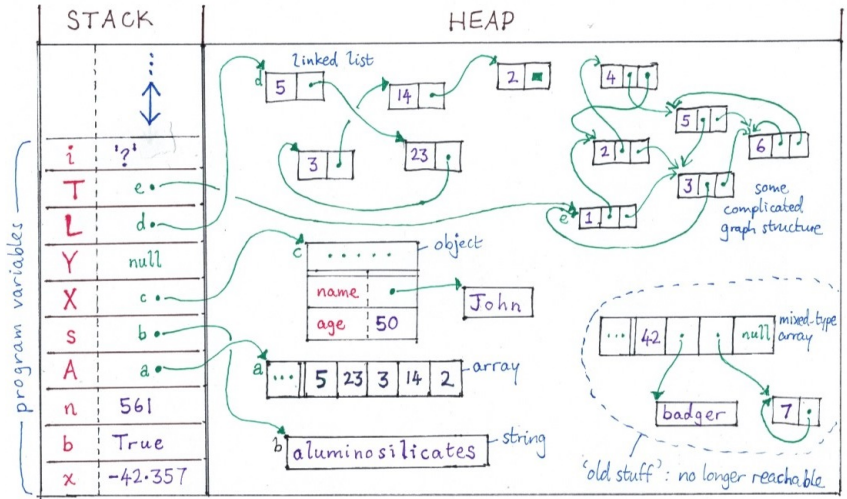 STACK
HEAP
program variables
i '?'
T e
L d
Y null
X c
s b
A a
n 561
b True
x -42.357
linked list
d 5
14
2
3
23
4
5
6
2
3
e 1
some
complicated
graph structure
c
.....
object
name
age 50
John
a ... 5 23 3 14 2
array
b aluminosilicates
string
... 42 null
mixed-type
array
badger
7
'old stuff' : no longer reachable